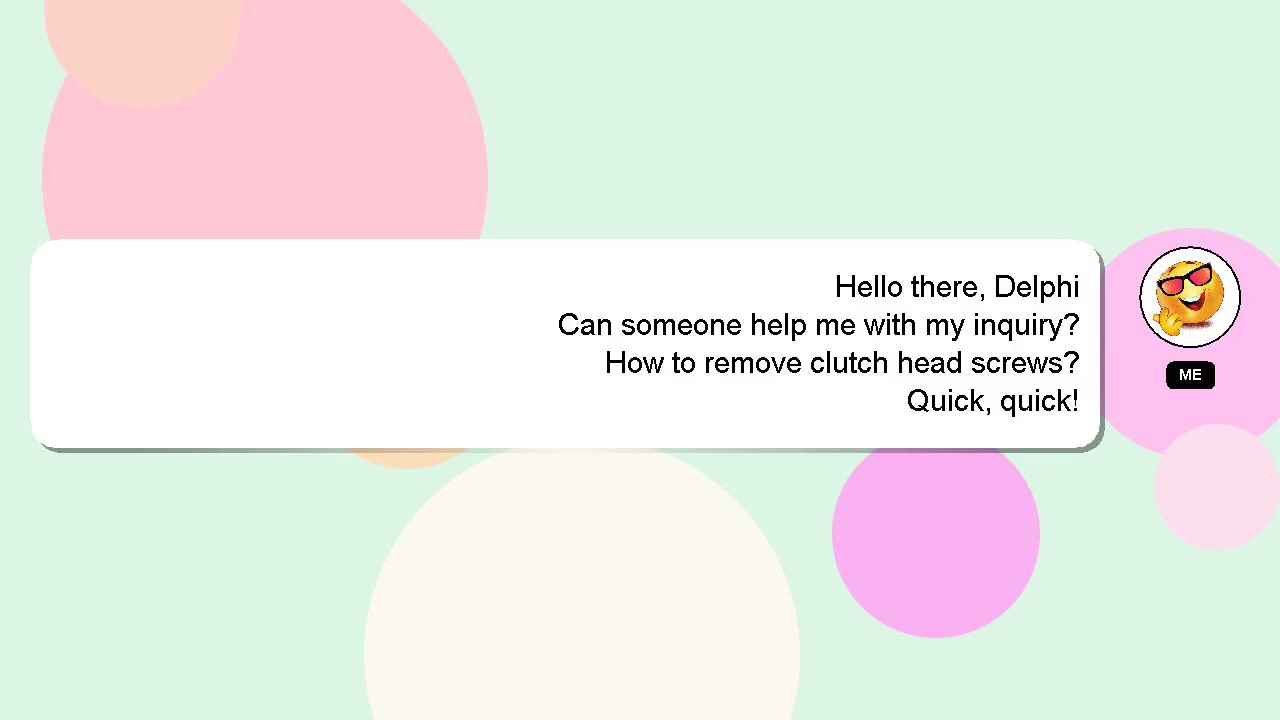 Hello there, Delphi
Can someone help me with my inquiry?
How to remove clutch head screws?
Quick, quick!
ME